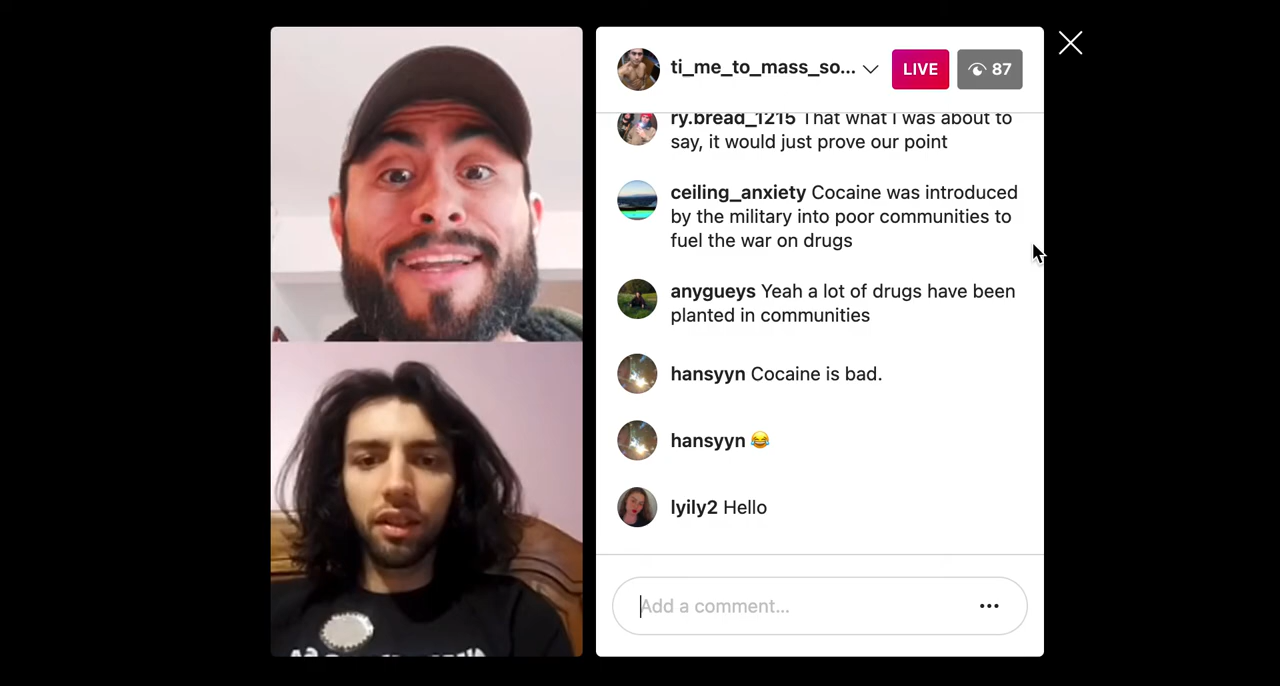 ti_me_to_mass_so...
LIVE
87
ry.bread_1215 That what I was about to
say, it would just prove our point
ceiling_anxiety Cocaine was introduced
by the military into poor communities to
fuel the war on drugs
anygueys Yeah a lot of drugs have been
planted in communities
hansyyn Cocaine is bad.
hansyyn 😂
lyily2 Hello
Add a comment...